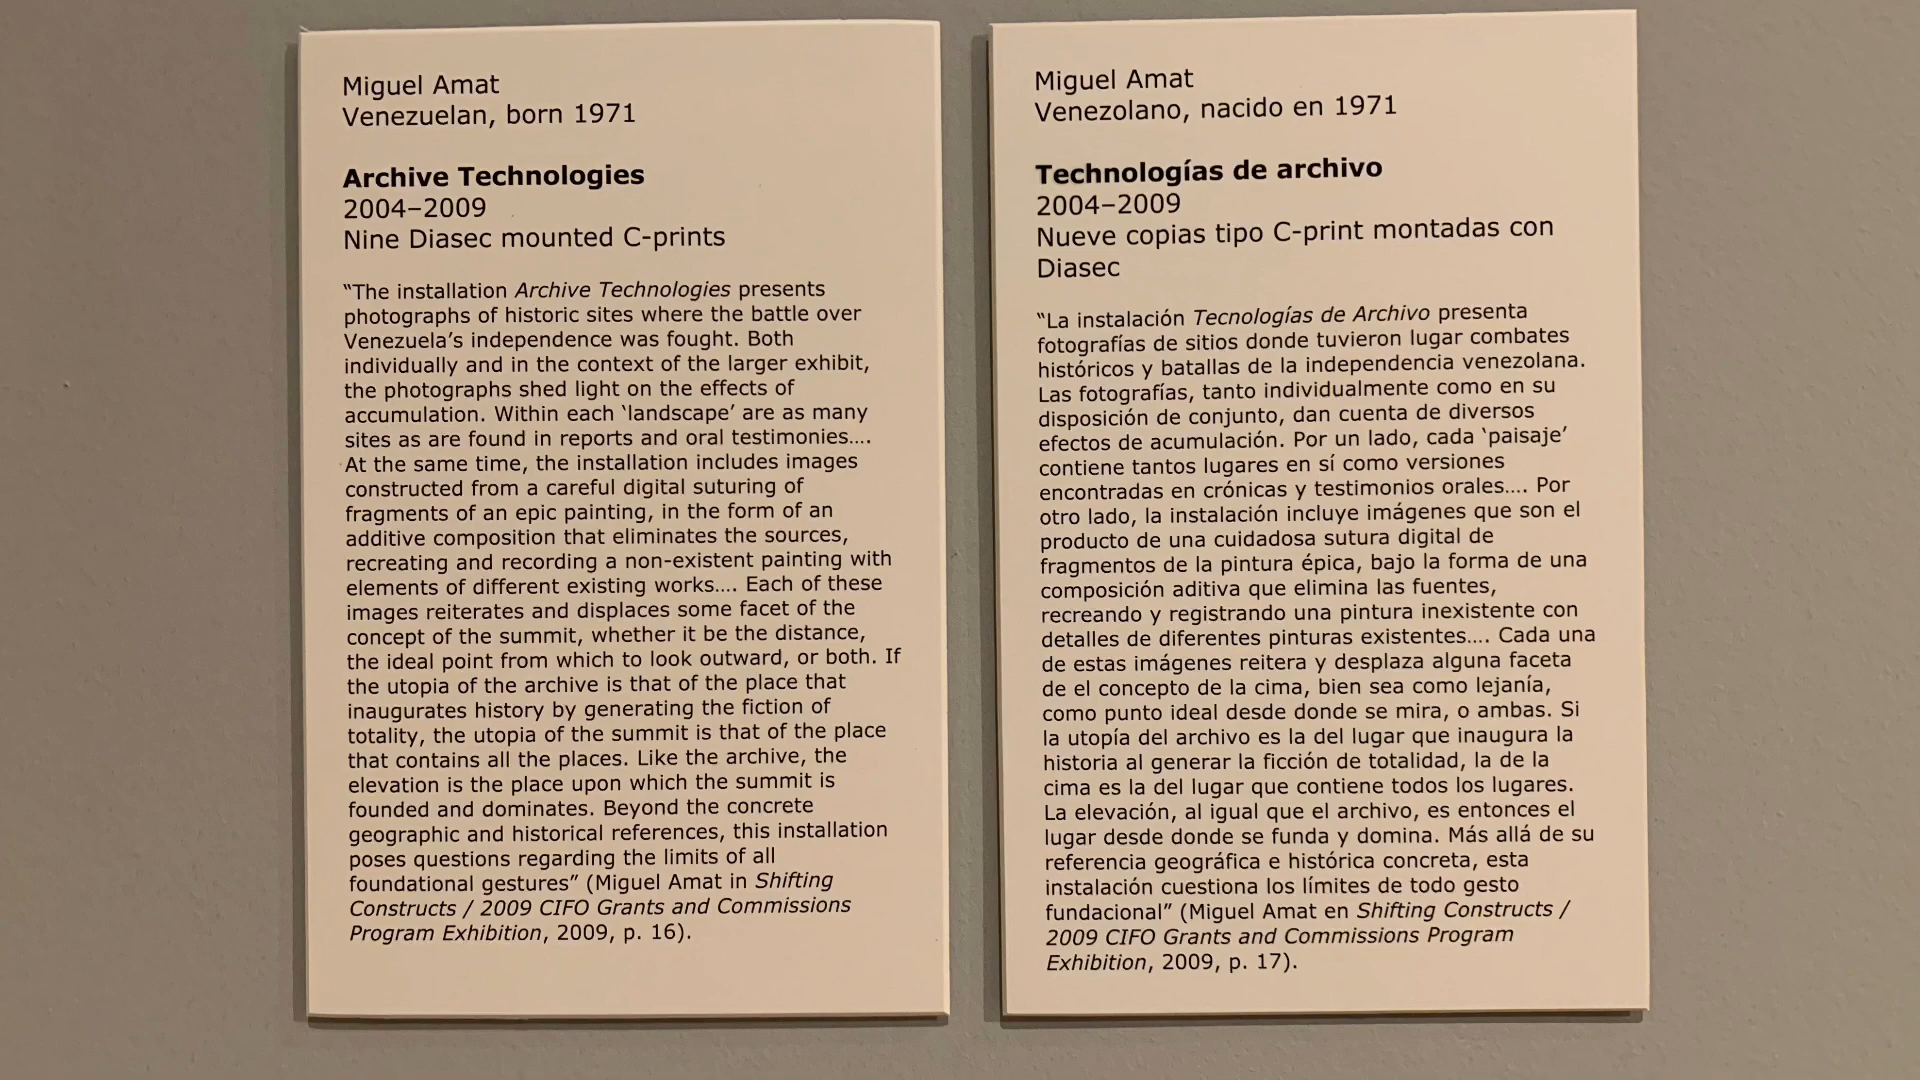 Miguel Amat
Venezuelan, born 1971
Archive Technologies
2004–2009
Nine Diasec mounted C-prints
“The installation Archive Technologies presents
photographs of historic sites where the battle over
Venezuela’s independence was fought. Both
individually and in the context of the larger exhibit,
the photographs shed light on the effects of
accumulation. Within each ‘landscape’ are as many
sites as are found in reports and oral testimonies....
At the same time, the installation includes images
constructed from a careful digital suturing of
fragments of an epic painting, in the form of an
additive composition that eliminates the sources,
recreating and recording a non-existent painting with
elements of different existing works.... Each of these
images reiterates and displaces some facet of the
concept of the summit, whether it be the distance,
the ideal point from which to look outward, or both. If
the utopia of the archive is that of the place that
inaugurates history by generating the fiction of
totality, the utopia of the summit is that of the place
that contains all the places. Like the archive, the
elevation is the place upon which the summit is
founded and dominates. Beyond the concrete
geographic and historical references, this installation
poses questions regarding the limits of all
foundational gestures” (Miguel Amat in Shifting
Constructs / 2009 CIFO Grants and Commissions
Program Exhibition, 2009, p. 16).
Miguel Amat
Venezolano, nacido en 1971
Technologías de archivo
2004–2009
Nueve copias tipo C-print montadas con
Diasec
“La instalación Tecnologías de Archivo presenta
fotografías de sitios donde tuvieron lugar combates
históricos y batallas de la independencia venezolana.
Las fotografías, tanto individualmente como en su
disposición de conjunto, dan cuenta de diversos
efectos de acumulación. Por un lado, cada ‘paisaje’
contiene tantos lugares en sí como versiones
encontradas en crónicas y testimonios orales.... Por
otro lado, la instalación incluye imágenes que son el
producto de una cuidadosa sutura digital de
fragmentos de la pintura épica, bajo la forma de una
composición aditiva que elimina las fuentes,
recreando y registrando una pintura inexistente con
detalles de diferentes pinturas existentes.... Cada una
de estas imágenes reitera y desplaza alguna faceta
de el concepto de la cima, bien sea como lejanía,
como punto ideal desde donde se mira, o ambas. Si
la utopía del archivo es la del lugar que inaugura la
historia al generar la ficción de totalidad, la de la
cima es la del lugar que contiene todos los lugares.
La elevación, al igual que el archivo, es entonces el
lugar desde donde se funda y domina. Más allá de su
referencia geográfica e histórica concreta, esta
instalación cuestiona los límites de todo gesto
fundacional” (Miguel Amat en Shifting Constructs /
2009 CIFO Grants and Commissions Program
Exhibition, 2009, p. 17).